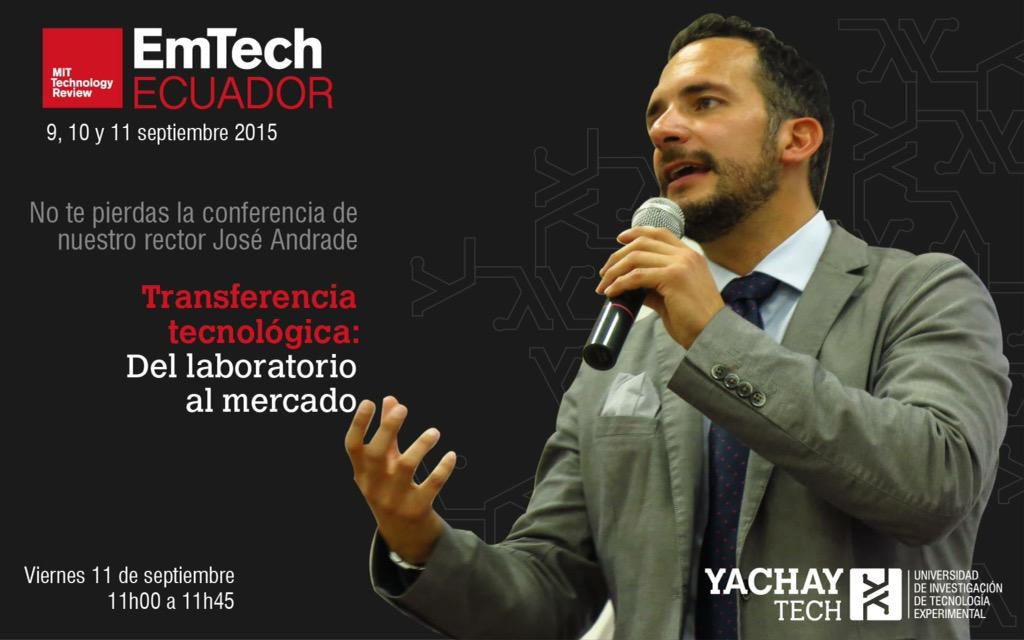 MIT
Technology
Review
EmTech
ECUADOR
9, 10 y 11 septiembre 2015
No te pierdas la conferencia de
nuestro rector José Andrade
Transferencia
tecnológica:
Del laboratorio
al mercado
Viernes 11 de septiembre
11h00 a 11h45
YACHAY
TECH
UNIVERSIDAD
DE INVESTIGACIÓN
DE TECNOLOGÍA
EXPERIMENTAL